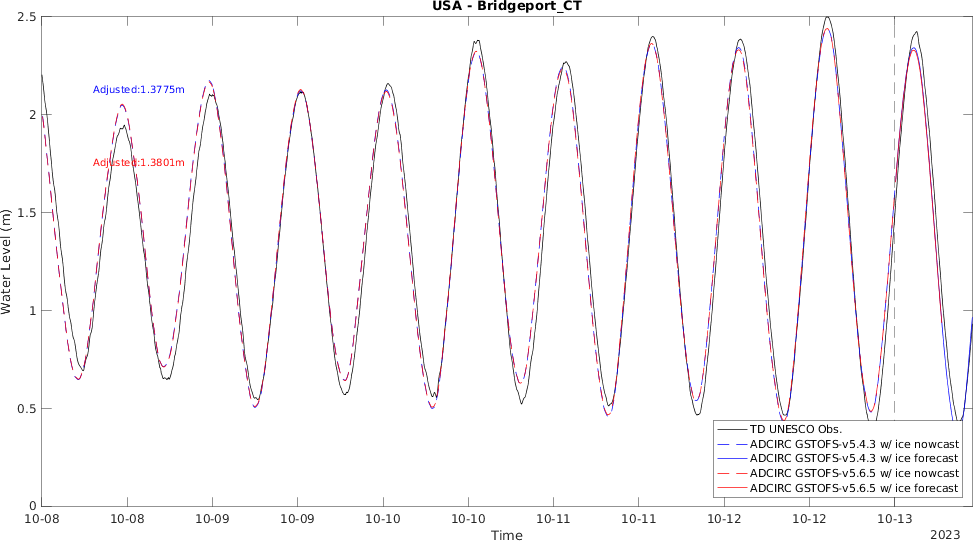 USA - Bridgeport_CT
2.5
2
1.5
1
0.5
0
Water Level (m)
Adjusted:1.3775m
Adjusted:1.3801m
TD UNESCO Obs.
ADCIRC GSTOFS-v5.4.3 w/ ice nowcast
ADCIRC GSTOFS-v5.4.3 w/ ice forecast
ADCIRC GSTOFS-v5.6.5 w/ ice nowcast
ADCIRC GSTOFS-v5.6.5 w/ ice forecast
10-08 10-08 10-09 10-09 10-10 10-10 10-11 10-11 10-12 10-12 10-13
Time
2023